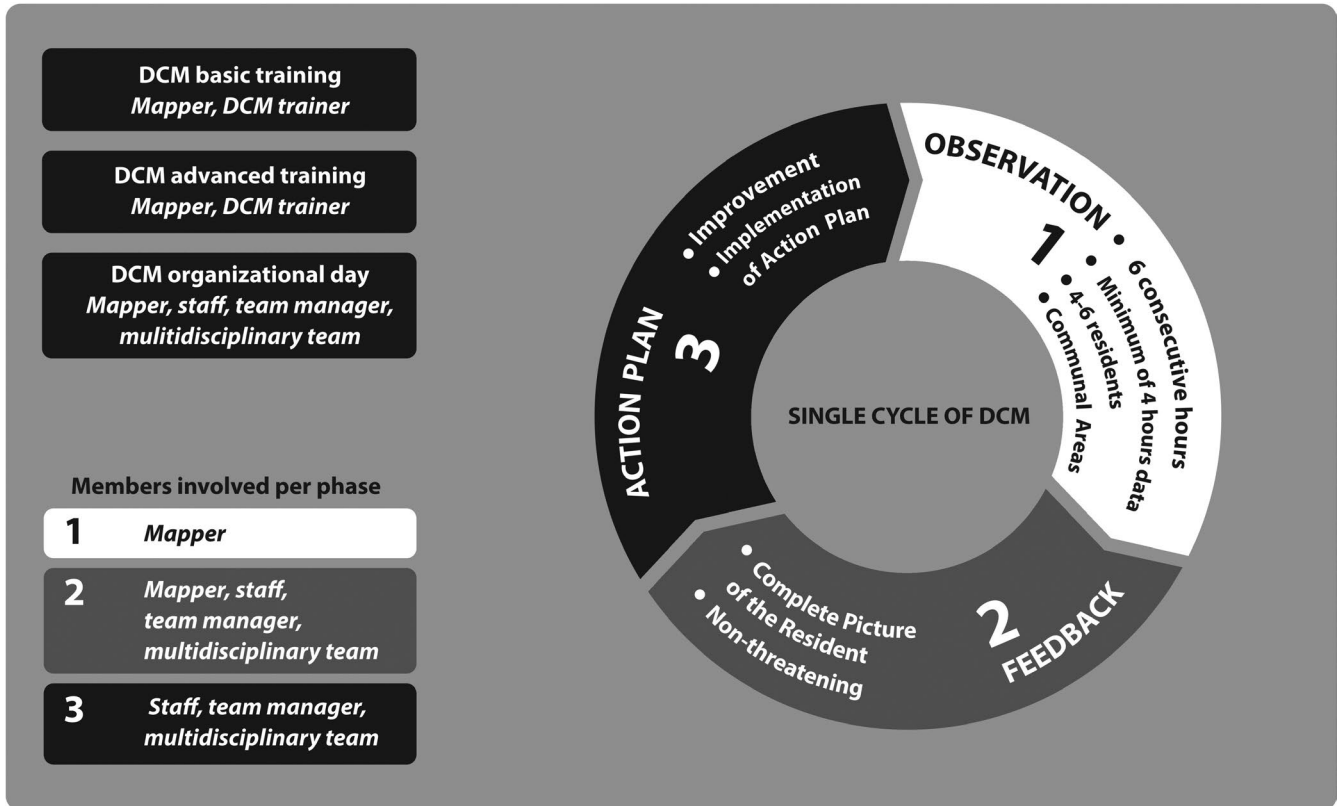 DCM basic training
Mapper, DCM trainer
DCM advanced training
Mapper, DCM trainer
DCM organizational day
Mapper, staff, team manager,
mulitidisciplinary team
Members involved per phase
1 Mapper
2 Mapper, staff,
team manager,
multidisciplinary team
3 Staff, team manager,
multidisciplinary team
SINGLE CYCLE OF DCM
OBSERVATION
1
• 6 consecutive hours
• Minimum of 4 hours data
• 4-6 residents
• Communal Areas
2
FEEDBACK
• Complete Picture
of the Resident
• Non-threatening
ACTION PLAN
3
• Improvement
• Implementation
of Action Plan